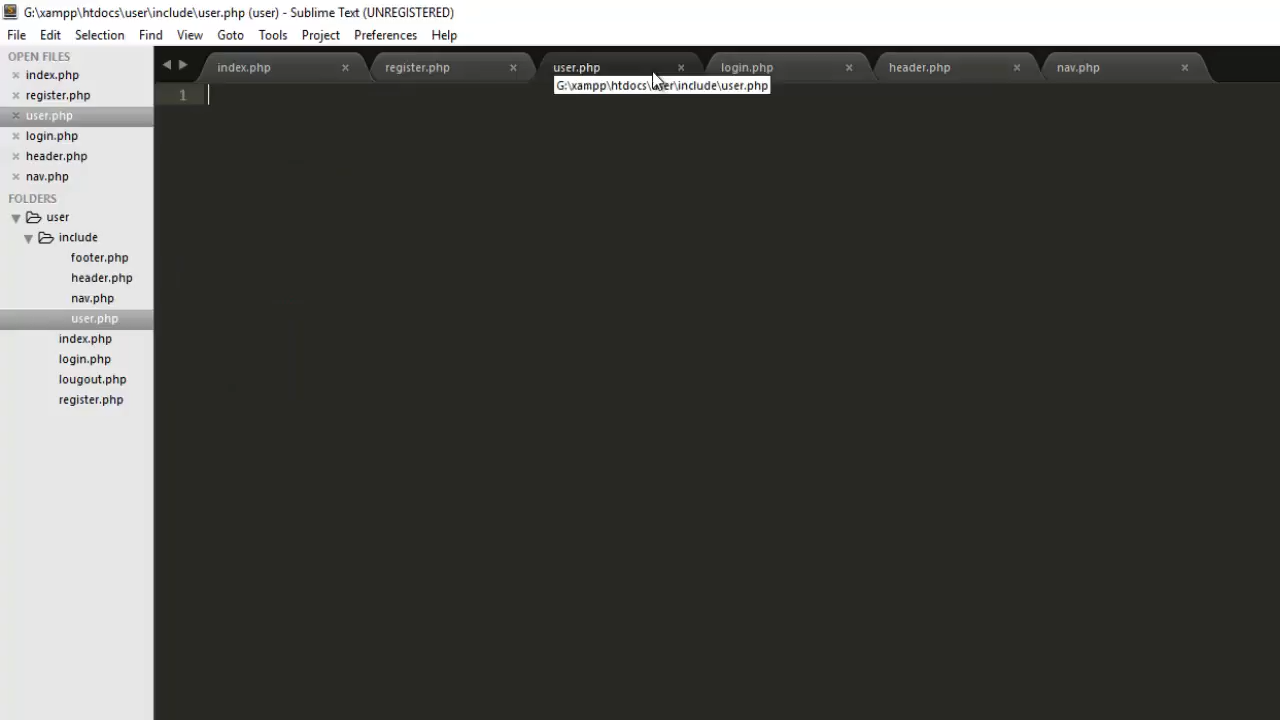 G:\xampp\htdocs\user\include\user.php (user) - Sublime Text (UNREGISTERED)
File Edit Selection Find View Goto Tools Project Preferences Help
OPEN FILES
index.php
register.php
user.php
login.php
header.php
nav.php
FOLDERS
user
include
footer.php
header.php
nav.php
user.php
index.php
login.php
lougout.php
register.php
index.php register.php user.php login.php header.php nav.php
G:\xampp\htdocs\user\include\user.php
1